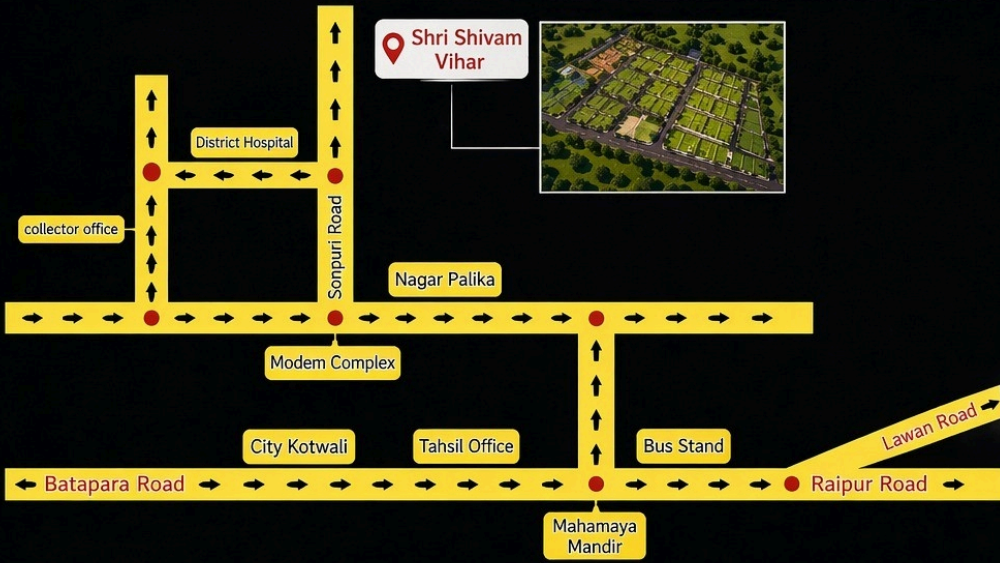 Shri Shivam
Vihar
District Hospital
collector office
Sonpuri Road
Nagar Palika
Modem Complex
City Kotwali
Tahsil Office
Bus Stand
Lawan Road
Batapara Road
Raipur Road
Mahamaya
Mandir